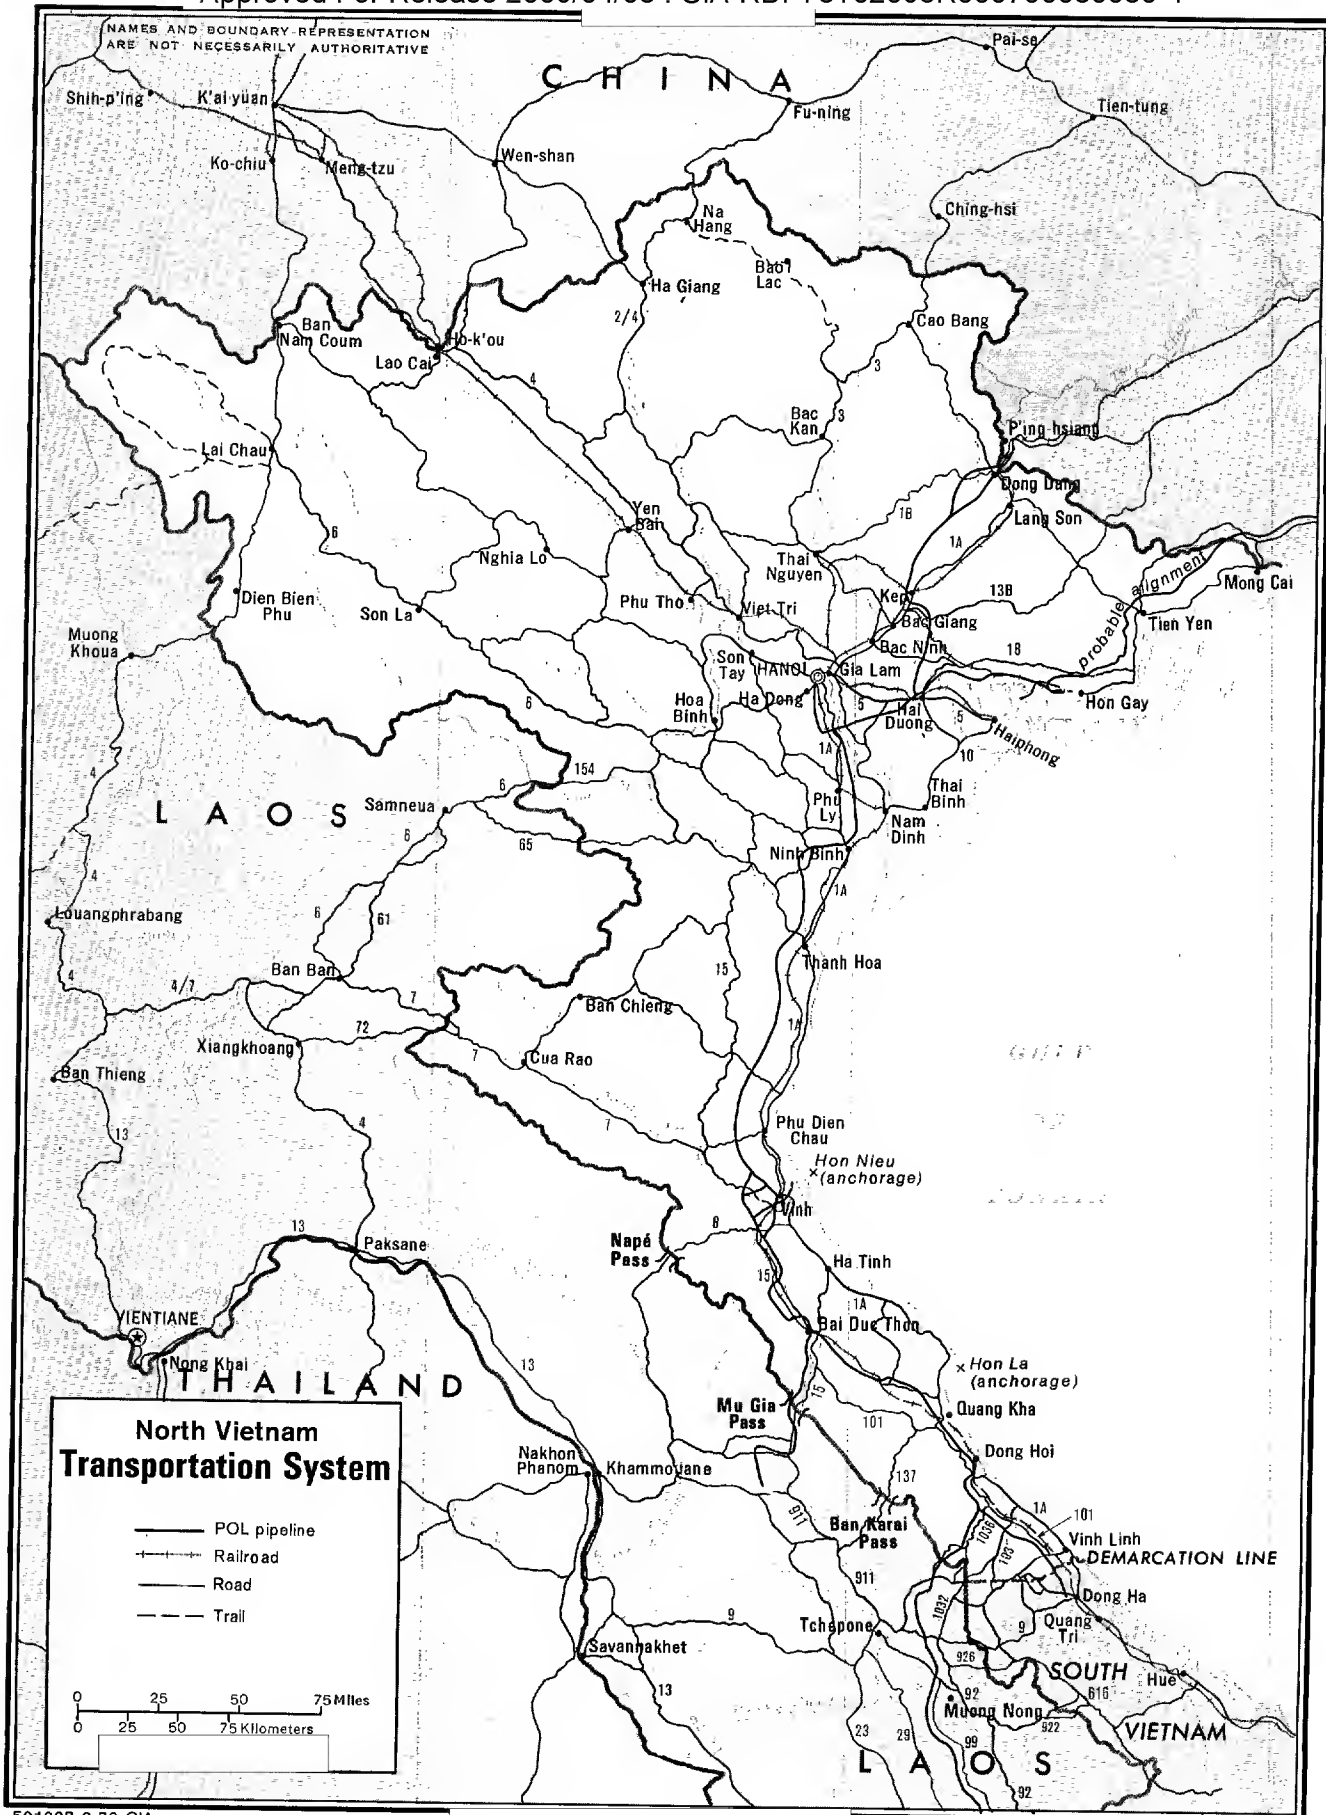 NAMES AND BOUNDARY REPRESENTATION
ARE NOT NECESSARILY AUTHORITATIVE
CHINA
Pai-se
Shih-p'ing
K'ai-yüan
Fu-ning
Tien-tung
Ko-chiu
Meng-tzu
Wen-shan
Na
Hang
Ching-hsi
Bao
Lac
Ha Giang
2/4
Cao Bang
Ban
Nam Coum
Ho-k'ou
Lao Cai
4
3
Bac
Kan
3
P'ing-hsiang
Lai Chau
Dong Dang
Lang Son
Yen
Bai
1B
1A
6
Nghia Lo
Thai
Nguyen
Mong Cai
probable alignment
Dien Bien
Phu
Son La
Phu Tho
Viet Tri
Kep
13B
Bac Giang
Tien Yen
Muong
Khoua
Bac Ninh
18
Son
Tay
HANOI
Gia Lam
Ha Dong
Hoa
Binh
6
5
Hai
Duong
5
Haiphong
Hon Gay
1A
10
4
154
6
LAOS
Samneua
Phu
Ly
Thai
Binh
Nam
Dinh
6
65
Ninh Binh
4
1A
Louangphrabang
6
61
Thanh Hoa
15
4
4/7
Ban Ban
7
Ban Chieng
72
1A
Xiangkhoang
7
Cua Rao
GULF
Ban Thieng
13
4
7
Phu Dien
Chau
Hon Nieu
(anchorage)
TONKIN
Vinh
8
13
Paksane
Napé
Pass
15
Ha Tinh
1A
VIENTIANE
Bai Duc Thon
Nong Khai
13
Hon La
(anchorage)
THAILAND
15
Mu Gia
Pass
101
Quang Kha
North Vietnam
Transportation System
Nakhon
Phanom
Khammouane
Dong Hoi
137
911
1A
101
POL pipeline
Railroad
Road
Trail
Ban Karai
Pass
1036
103
Vinh Linh
DEMARCATION LINE
911
1032
Dong Ha
9
Tchepone
9
Quang
Tri
Savannakhet
926
SOUTH
Hue
0 25 50 75 Miles
0 25 50 75 Kilometers
13
92
Muong Nong
616
922
VIETNAM
23
29
99
LAOS
92